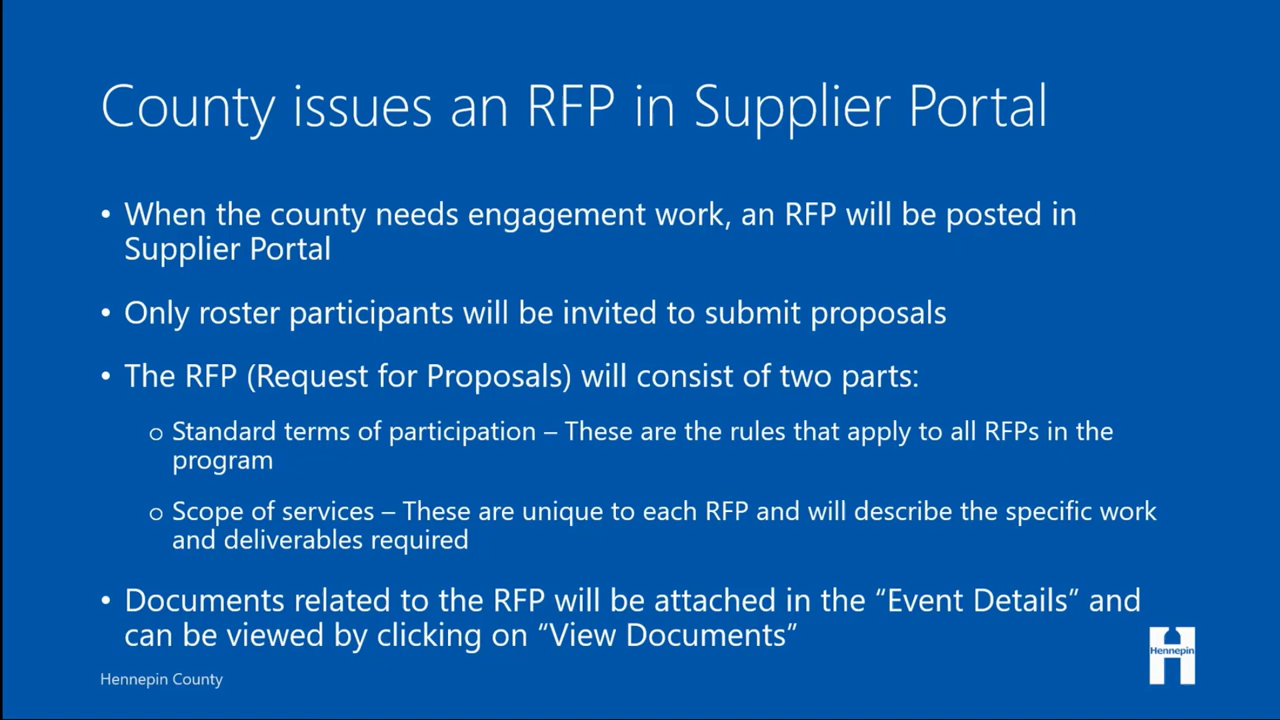 County issues an RFP in Supplier Portal
• When the county needs engagement work, an RFP will be posted in
Supplier Portal
• Only roster participants will be invited to submit proposals
• The RFP (Request for Proposals) will consist of two parts:
o Standard terms of participation – These are the rules that apply to all RFPs in the
program
o Scope of services – These are unique to each RFP and will describe the specific work
and deliverables required
• Documents related to the RFP will be attached in the “Event Details” and
can be viewed by clicking on “View Documents”
Hennepin
Hennepin County